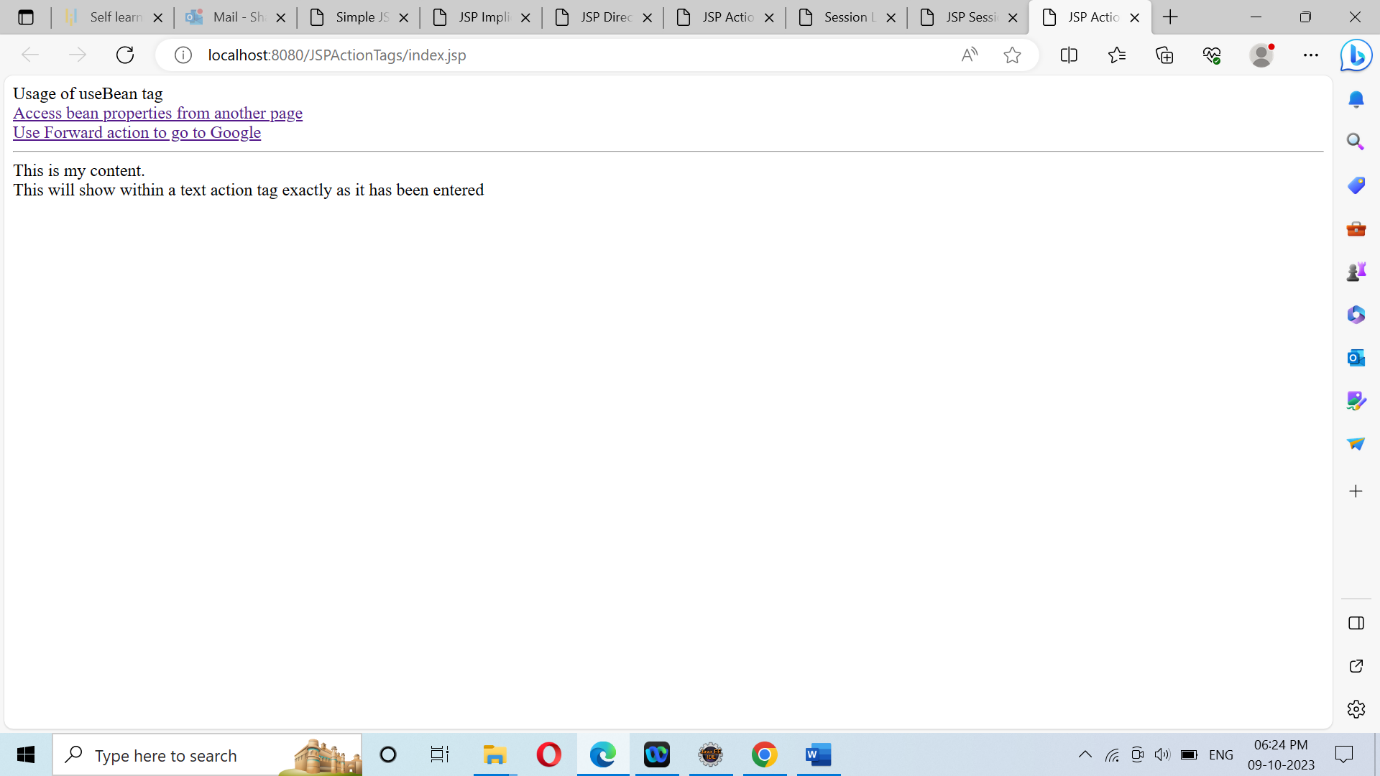 Self learn
Mail - Sh
Simple JS
JSP Impli
JSP Direc
JSP Actio
Session L
JSP Sessi
JSP Actio
localhost:8080/JSPActionTags/index.jsp
Usage of useBean tag
Access bean properties from another page
Use Forward action to go to Google
This is my content.
This will show within a text action tag exactly as it has been entered
Type here to search
ENG
06:24 PM
09-10-2023